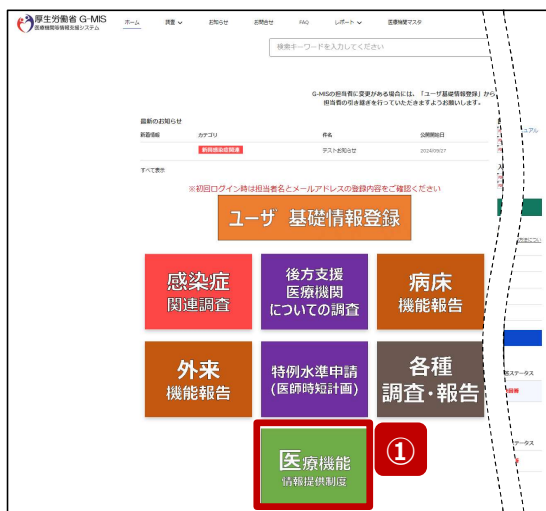 厚生労働省 G-MIS
医療機関等情報支援システム
ホーム 調査 お知らせ お問合せ FAQ レポート 医療機関マスタ
検索キーワードを入力してください
G-MISの担当者に変更がある場合には、「ユーザ基礎情報登録」から
担当者の引き継ぎを行っていただきますようお願いします。
最新のお知らせ
新着情報 カテゴリ 件名 公開開始日
新興感染症関連 テストお知らせ 2024/09/27
すべて表示
※初回ログイン時は担当者名とメールアドレスの登録内容をご確認ください
ユーザ 基礎情報登録
感染症
関連調査
後方支援
医療機関
についての調査
病床
機能報告
外来
機能報告
特例水準申請
(医師時短計画)
各種
調査・報告
医療機能
情報提供制度
①